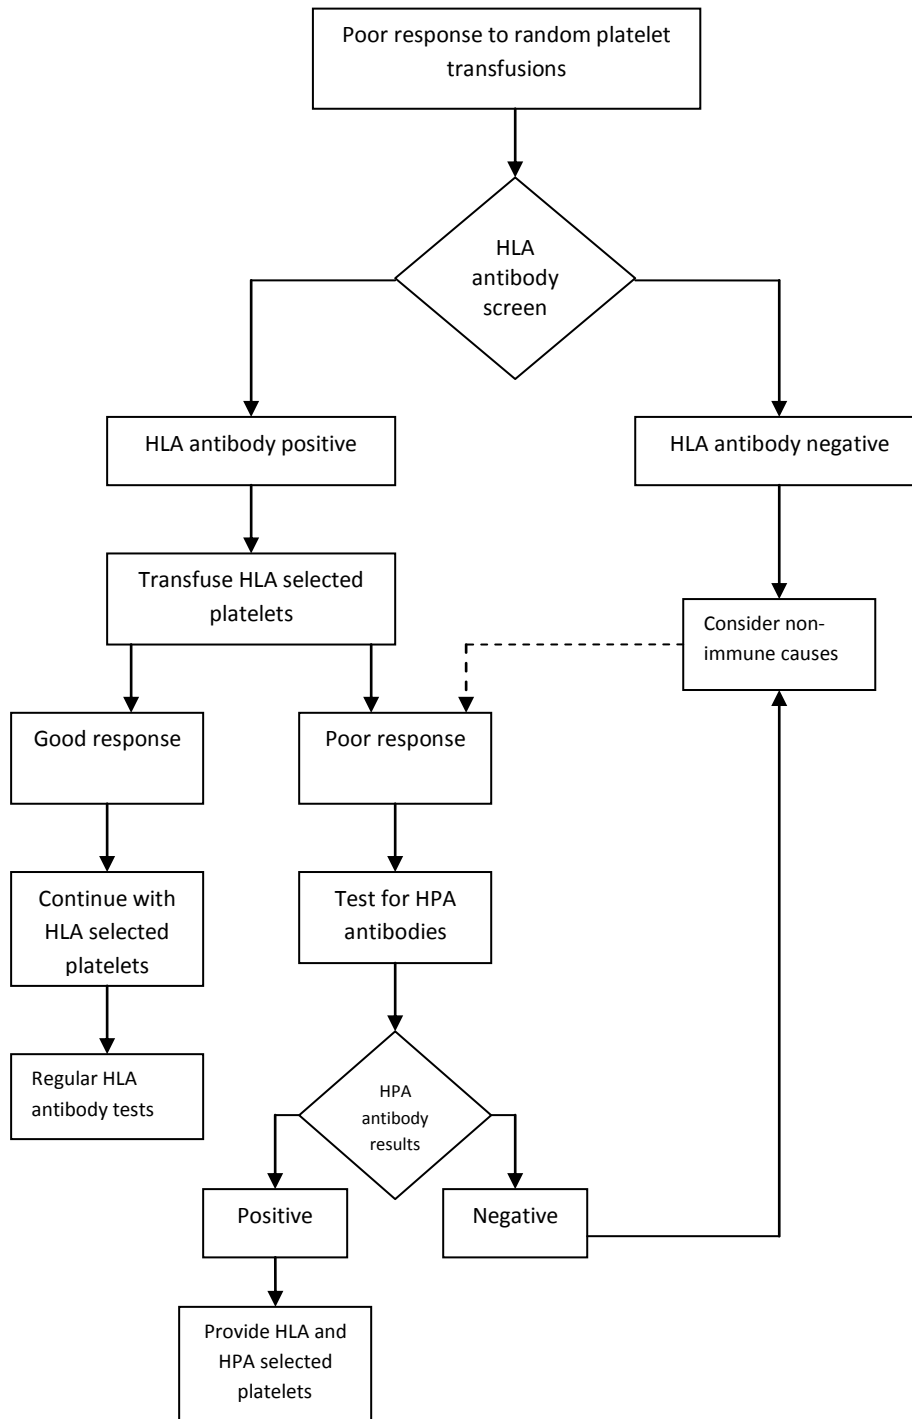 Poor response to random platelet
transfusions
HLA
antibody
screen
HLA antibody positive
HLA antibody negative
Transfuse HLA selected
platelets
Consider non-
immune causes
Good response
Poor response
Continue with
HLA selected
platelets
Test for HPA
antibodies
Regular HLA
antibody tests
HPA
antibody
results
Positive
Negative
Provide HLA and
HPA selected
platelets